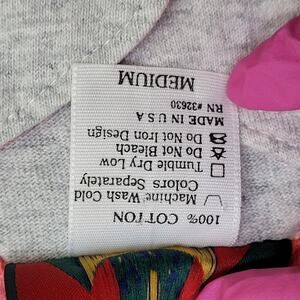 100% COTTON
Machine Wash Cold
Colors Separately
Tumble Dry Low
Do Not Bleach
Do Not Iron Design
MADE IN U S A
RN #32630
MEDIUM